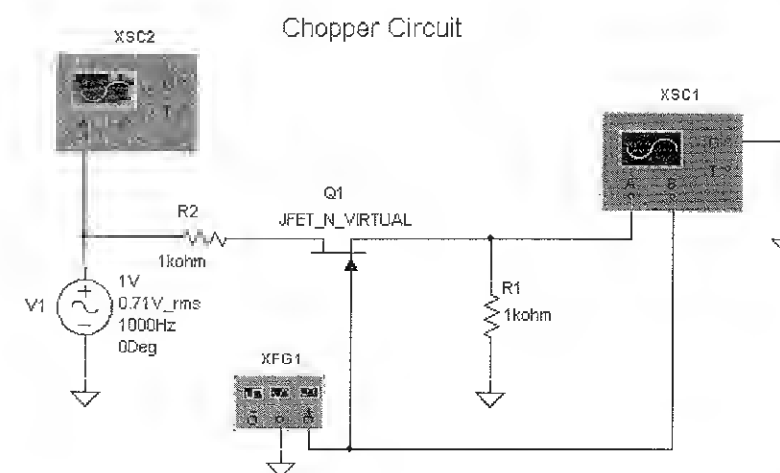 Chopper Circuit
XSC2
XSC1
A
T
A B
Q1
JFET_N_VIRTUAL
R2
1kohm
V1
1V
0.71V_rms
1000Hz
0Deg
R1
1kohm
XFG1